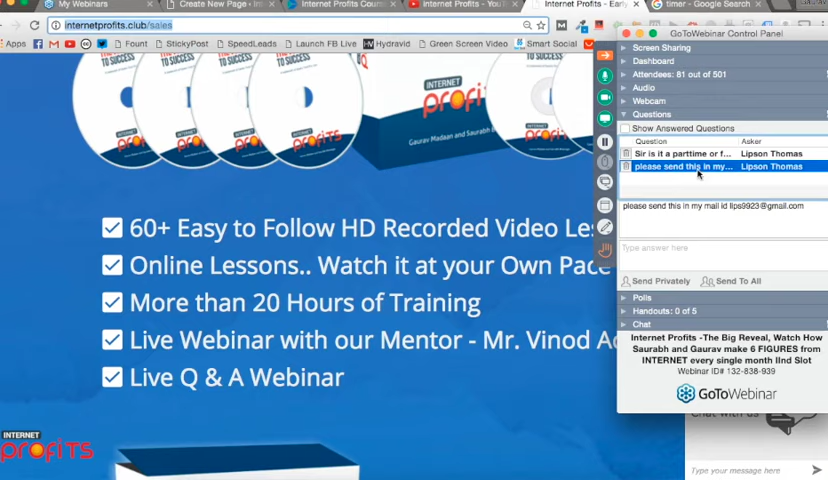 My Webinars
Create New Page ‹ Int
Internet Profits Cours
internet profits - You
Internet Profits - Early
timer - Google Search
internetprofits.club/sales
Apps
Fount
StickyPost
SpeedLeads
Launch FB Live
Hydravid
Green Screen Video
Smart Social
TO SUCCESS
INTERNET
profits
Gaurav Madaan and Saurabh B
60+ Easy to Follow HD Recorded Video Les
Online Lessons.. Watch it at your Own Pace
More than 20 Hours of Training
Live Webinar with our Mentor - Mr. Vinod Ac
Live Q & A Webinar
INTERNET
profits
GoToWebinar Control Panel
Screen Sharing
Dashboard
Attendees: 81 out of 501
Audio
Webcam
Questions
Show Answered Questions
Question Asker
Sir is it a parttime or f... Lipson Thomas
please send this in my... Lipson Thomas
please send this in my mail id lips9923@gmail.com
Type answer here
Send Privately Send To All
Polls
Handouts: 0 of 5
Chat
Internet Profits -The Big Reveal, Watch How
Saurabh and Gaurav make 6 FIGURES from
INTERNET every single month IInd Slot
Webinar ID# 132-838-939
GoToWebinar
Chat with us
Type your message here